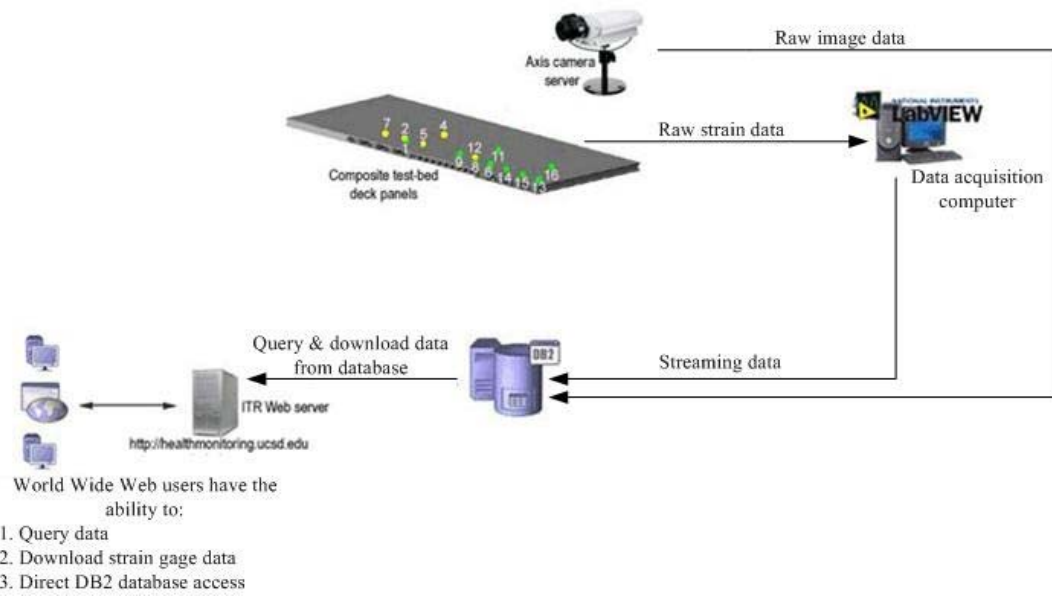 Raw image data
Axis camera
server
NATIONAL INSTRUMENTS
LabVIEW
Raw strain data
7
2
4
5
1
12
11
9
8
6
14
15
13
16
Composite test-bed
deck panels
Data acquisition
computer
Query & download data
from database
DB2
Streaming data
ITR Web server
http://healthmonitoring.ucsd.edu
World Wide Web users have the
ability to:
1. Query data
2. Download strain gage data
3. Direct DB2 database access